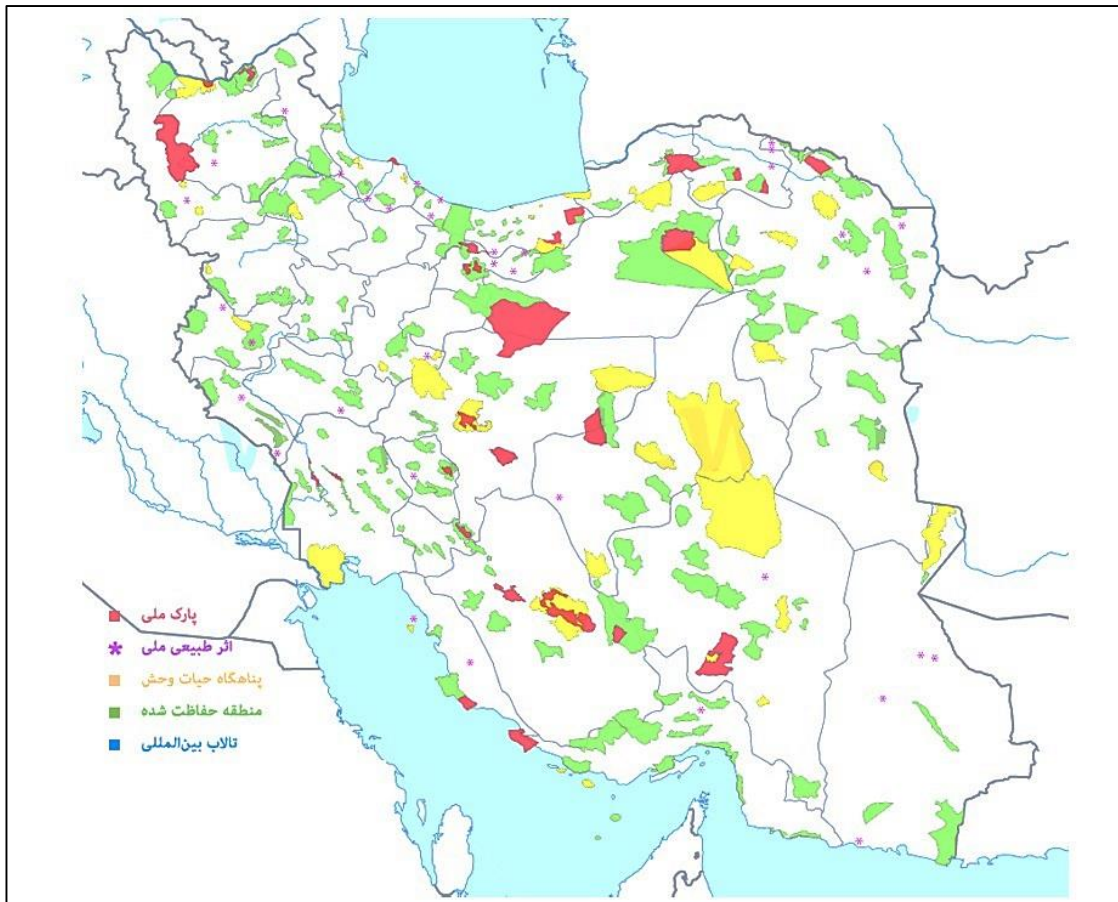 پارک ملی
اثر طبیعی ملی
پناهگاه حیات وحش
منطقه حفاظت شده
تالاب بین‌المللی